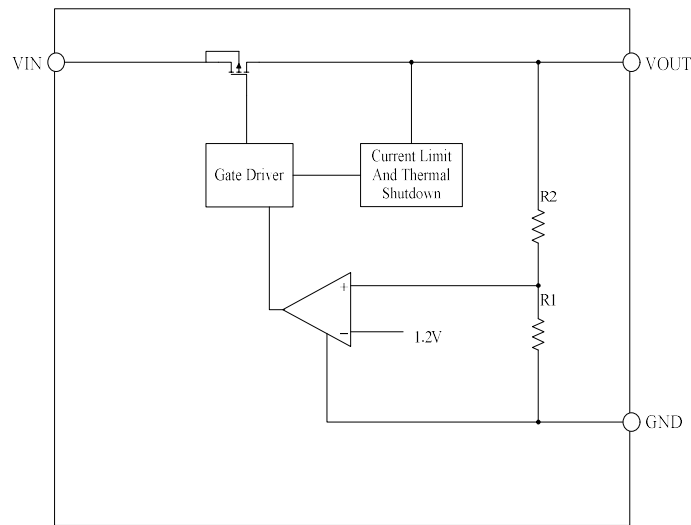 VIN
VOUT
Gate Driver
Current Limit
And Thermal
Shutdown
R2
+
R1
−
1.2V
GND